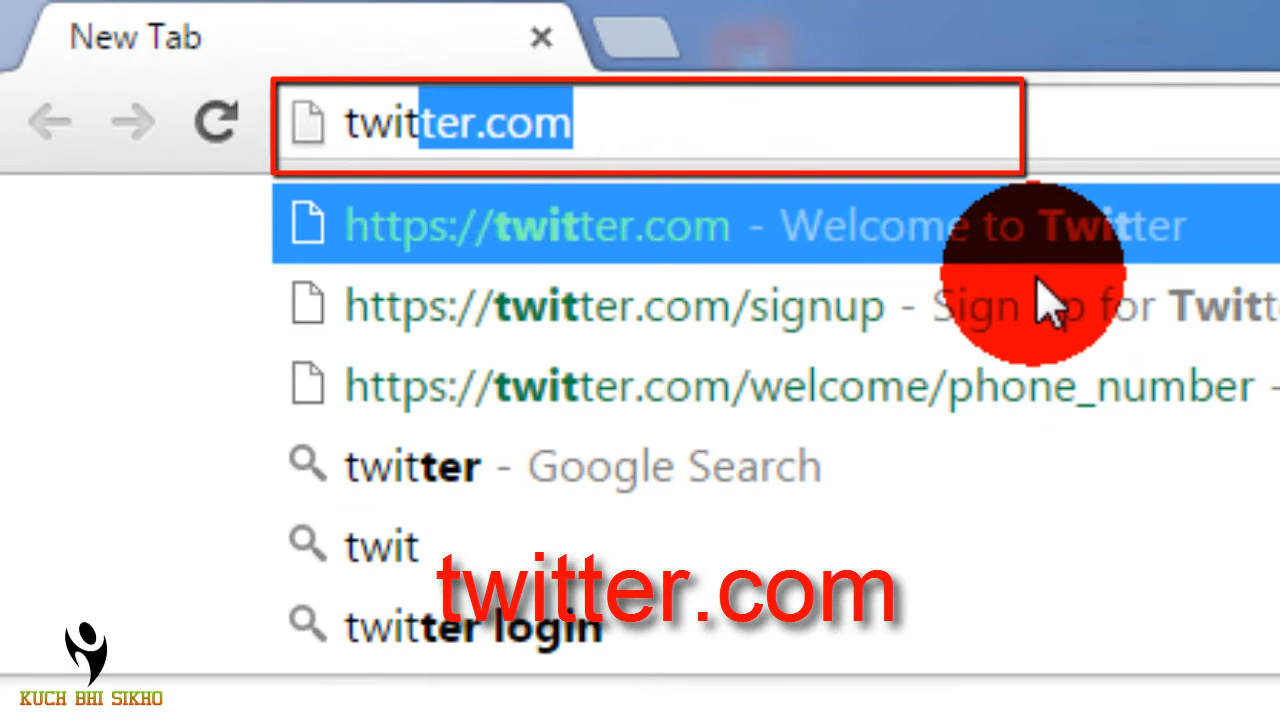 New Tab
twitter.com
https://twitter.com - Welcome to Twitter
https://twitter.com/signup - Sign up for Twitt
https://twitter.com/welcome/phone_number -
twitter - Google Search
twit
twitter.com
twitter login
KUCH BHI SIKHO